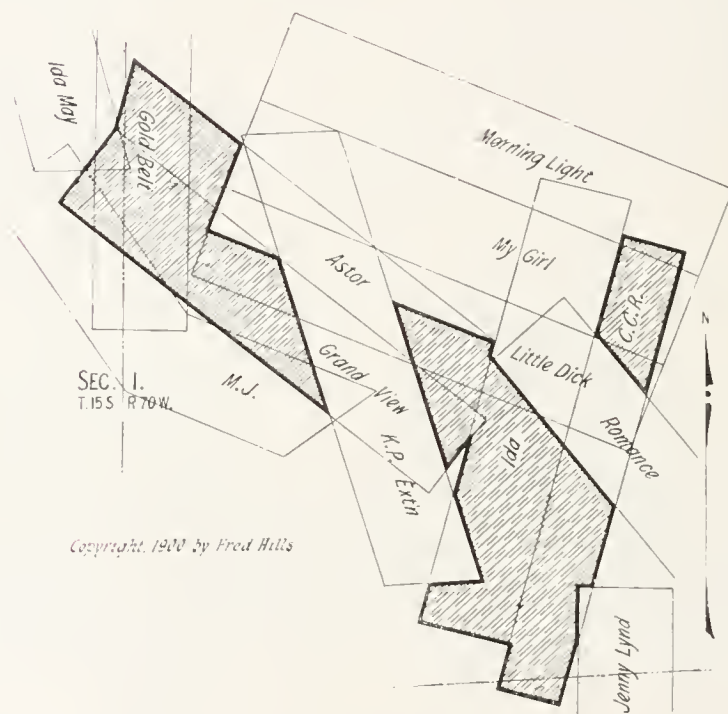 Ida May
Gold Belt
Morning Light
My Girl
Astor
C.C.R.
N
Grand View
Little Dick
SEC. 1.
T. 15 S R 70 W.
M.J.
K.P. Ext'n
Ida
Romance
Copyright, 1900 by Fred Hills
Jenny Lynd